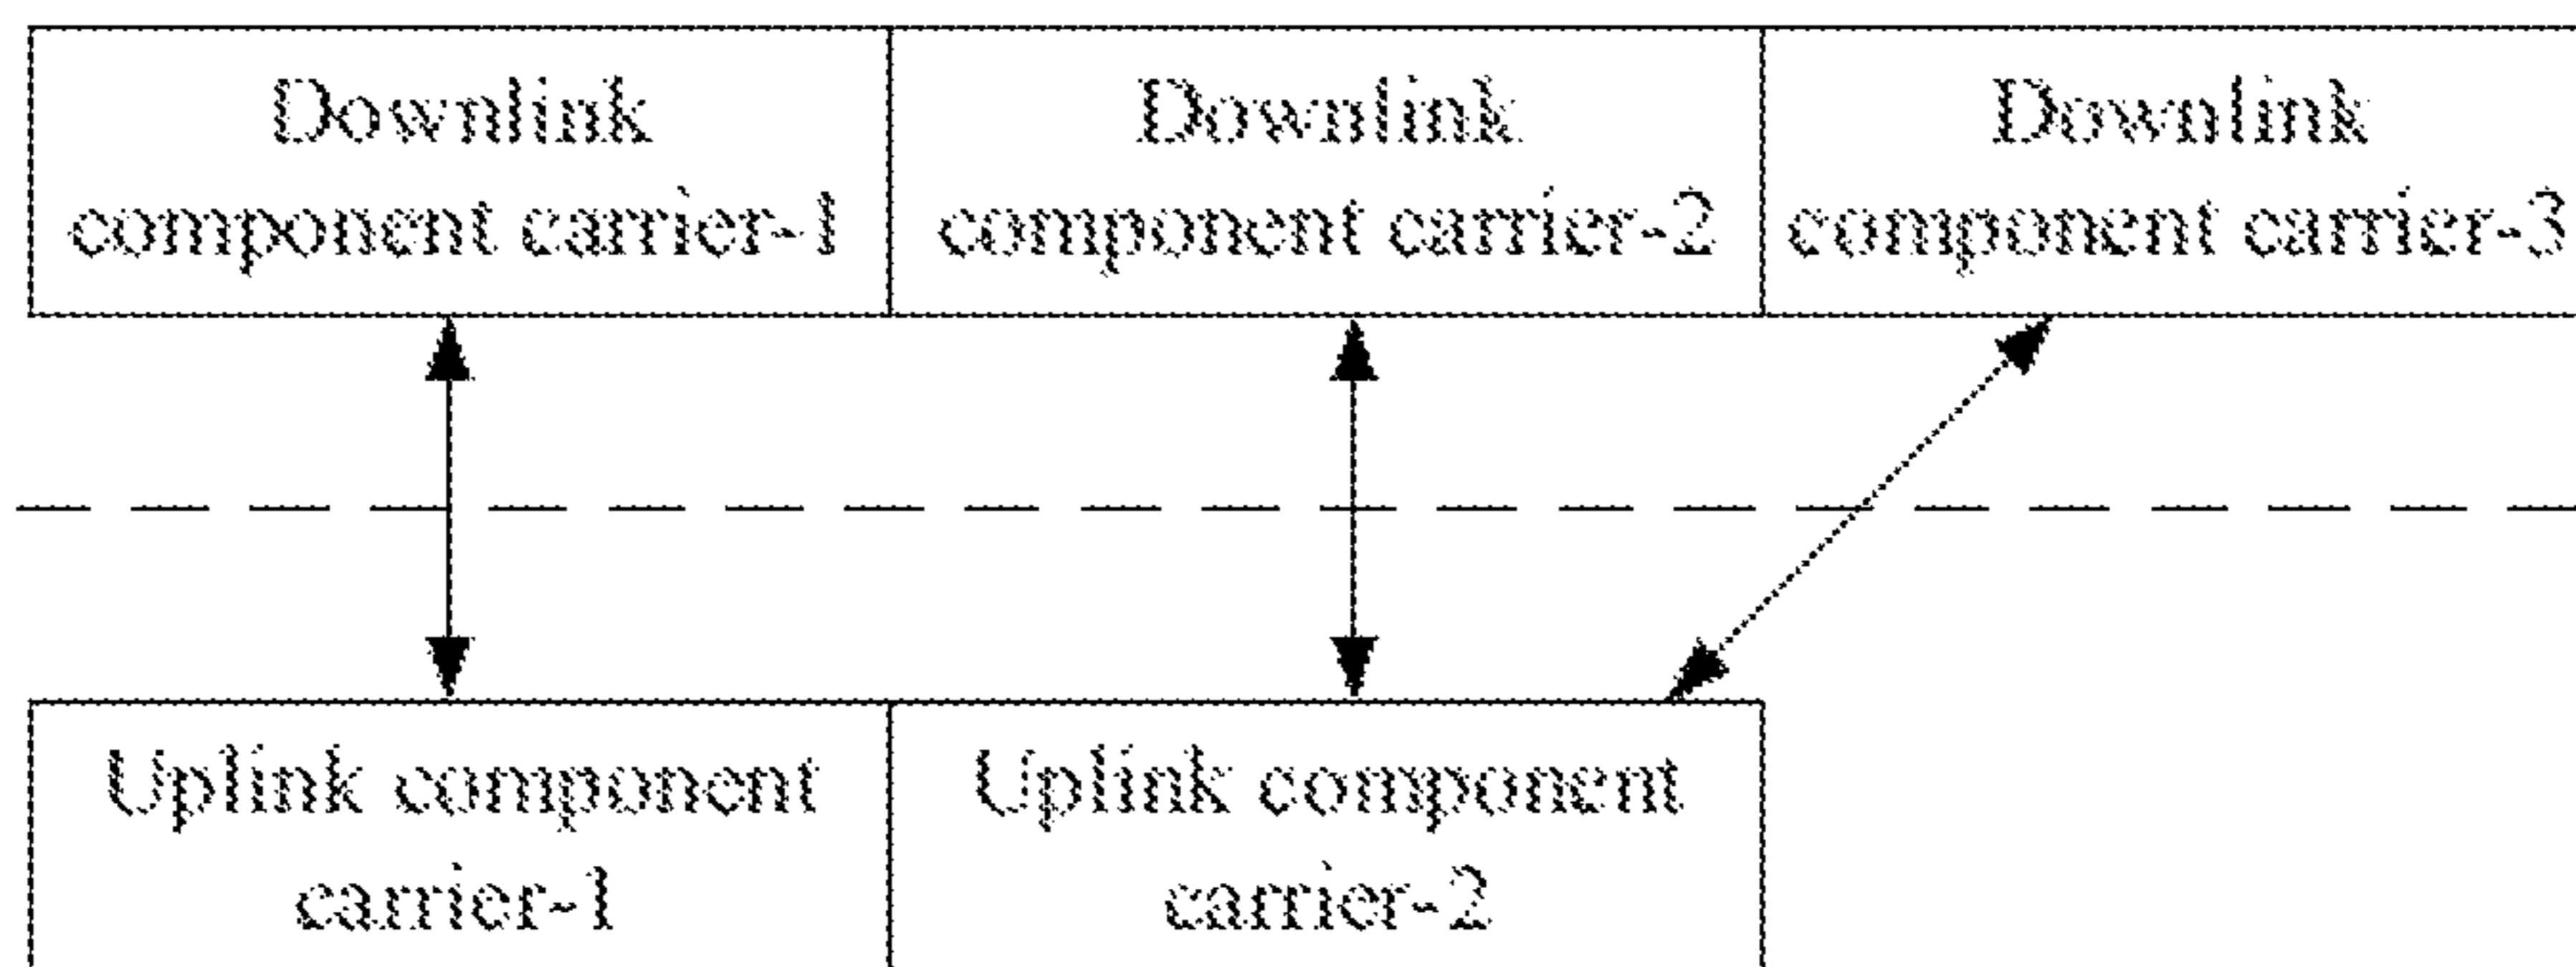 Downlink
component carrier-1
Downlink
component carrier-2
Downlink
component carrier-3
Uplink component
carrier-1
Uplink component
carrier-2